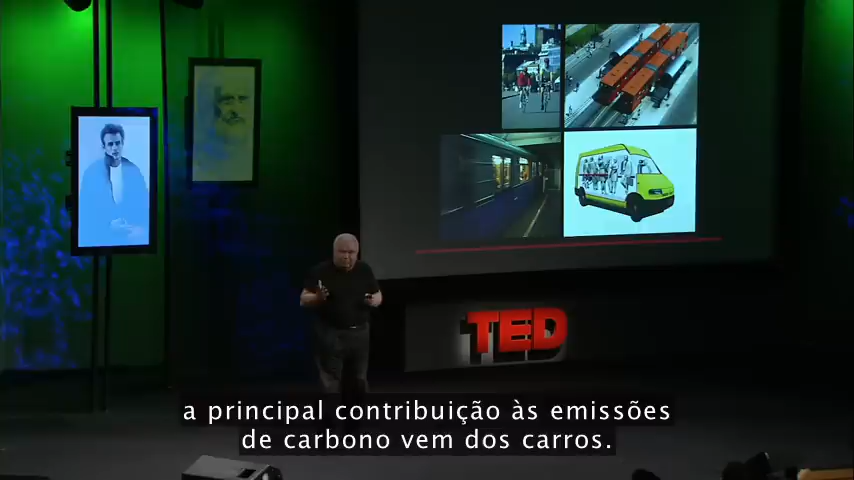 TED
a principal contribuição às emissões
de carbono vem dos carros.